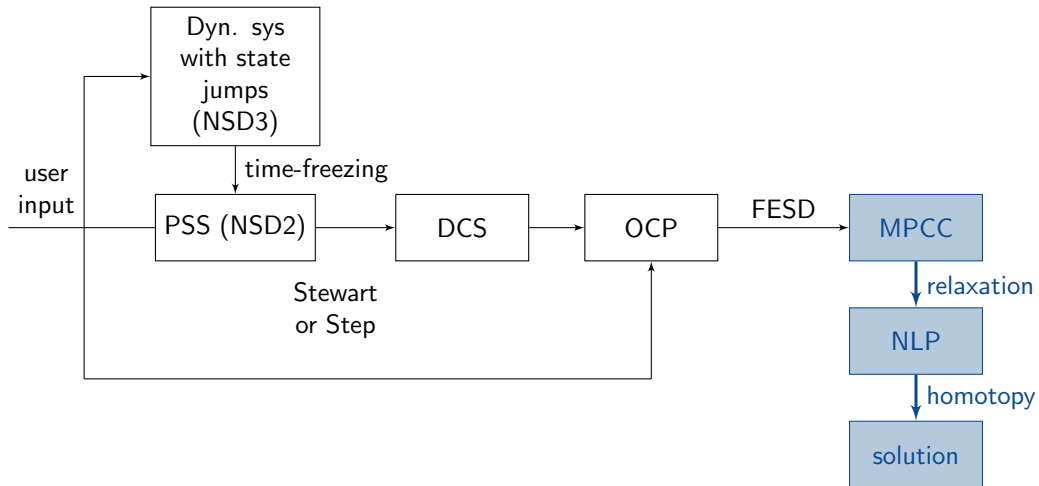 Dyn. sys
with state
jumps
(NSD3)
time-freezing
user
input
PSS (NSD2)
DCS
OCP
FESD
MPCC
Stewart
or Step
relaxation
NLP
homotopy
solution